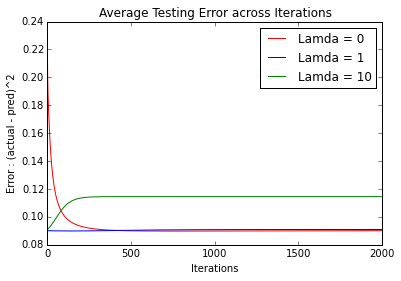 Average Testing Error across Iterations
0.24
0.22
0.20
0.18
0.16
0.14
0.12
0.10
0.08
Error : (actual - pred)^2
Lamda = 0
Lamda = 1
Lamda = 10
0 500 1000 1500 2000
Iterations